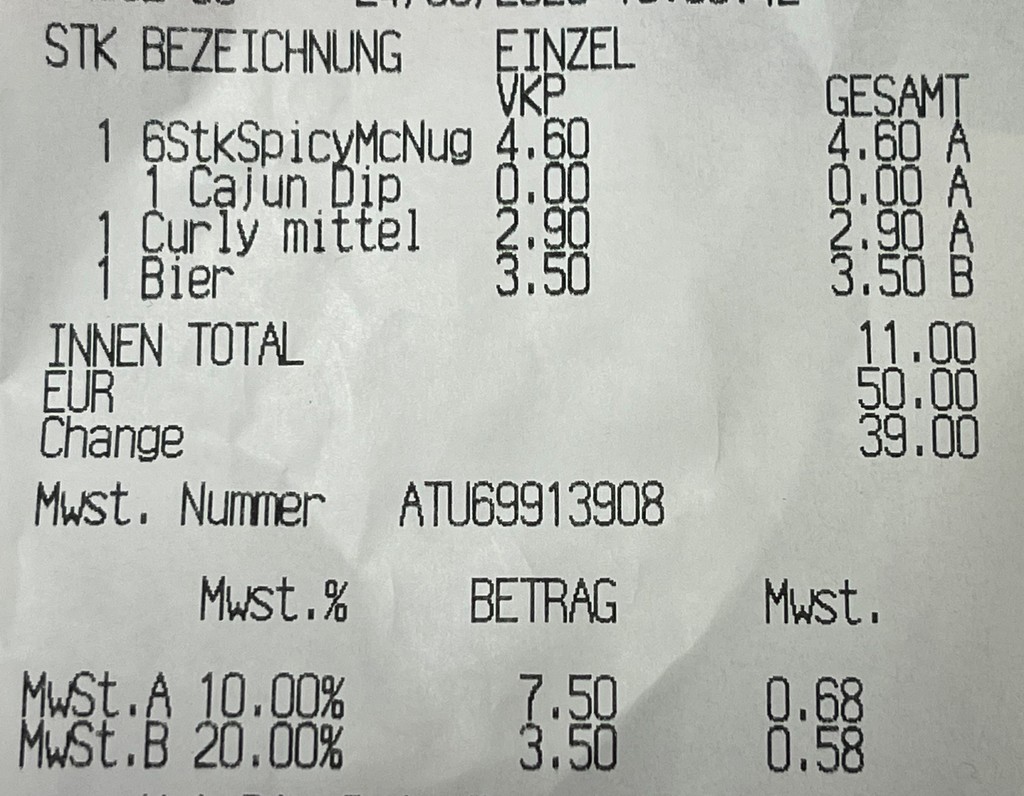 STK BEZEICHNUNG EINZEL
VKP GESAMT
1 6StkSpicyMcNug 4.60 4.60 A
1 Cajun Dip 0.00 0.00 A
1 Curly mittel 2.90 2.90 A
1 Bier 3.50 3.50 B
INNEN TOTAL 11.00
EUR 50.00
Change 39.00
Mwst. Nummer ATU69913908
Mwst.% BETRAG Mwst.
MwSt.A 10.00% 7.50 0.68
MwSt.B 20.00% 3.50 0.58